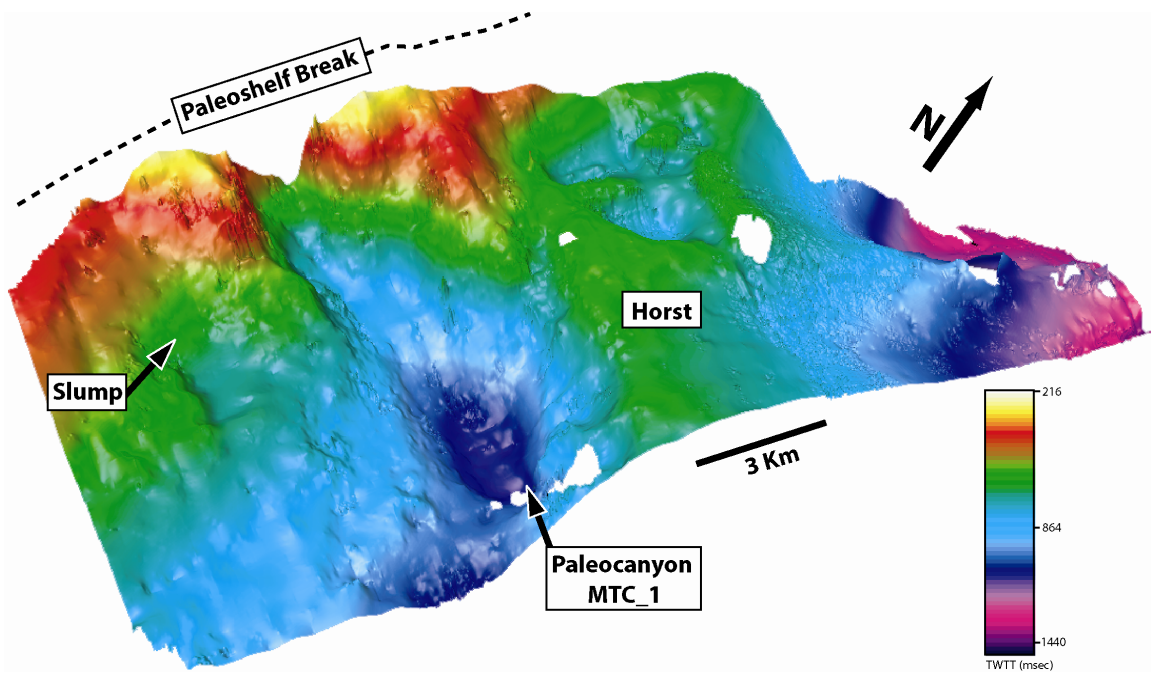 Paleoshelf Break
N
Horst
Slump
3 Km
Paleocanyon
MTC_1
216
864
1440
TWTT (msec)